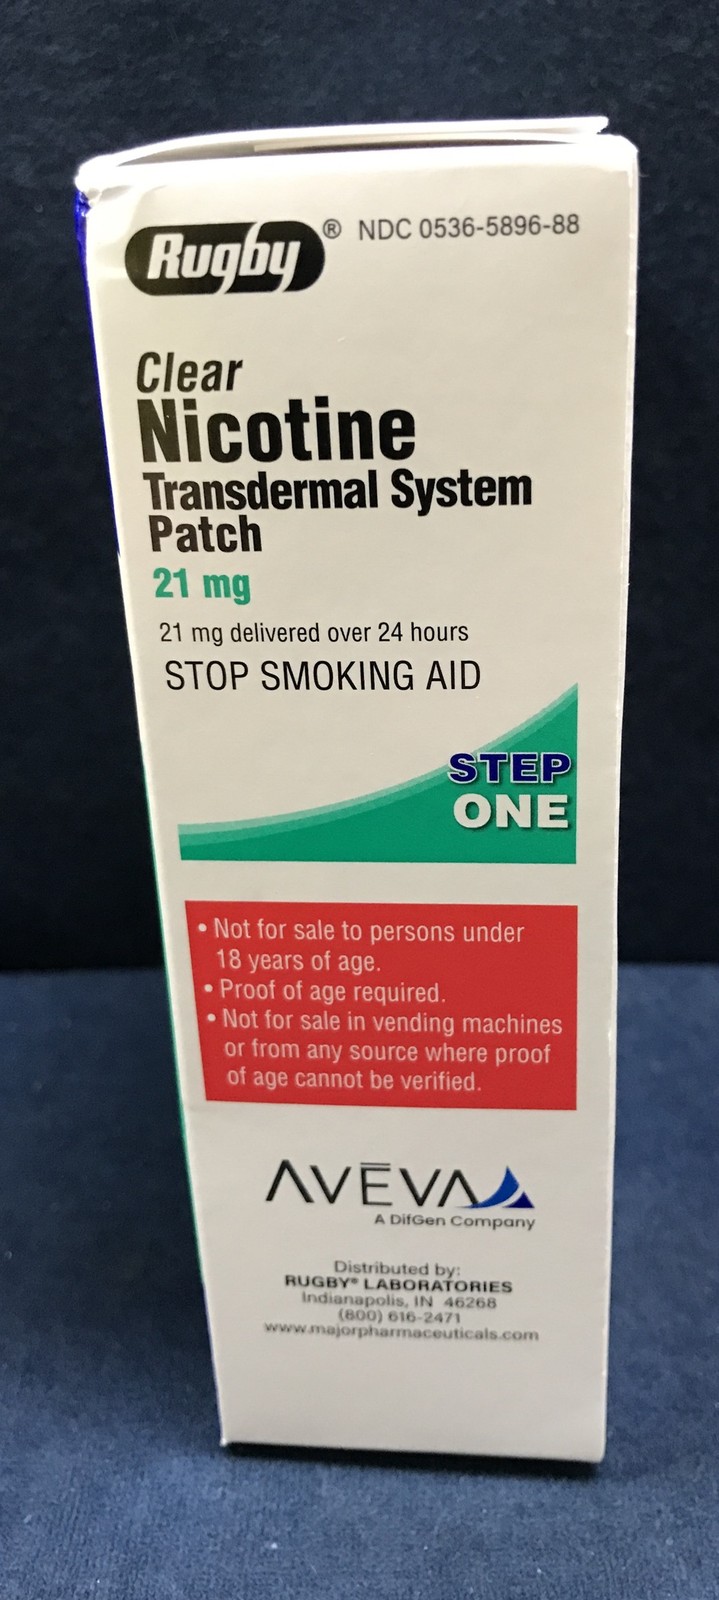 Rugby® NDC 0536-5896-88
Clear
Nicotine
Transdermal System
Patch
21 mg
21 mg delivered over 24 hours
STOP SMOKING AID
STEP
ONE
• Not for sale to persons under
18 years of age.
• Proof of age required.
• Not for sale in vending machines
or from any source where proof
of age cannot be verified.
AVĒVA
A DifGen Company
Distributed by:
RUGBY® LABORATORIES
Indianapolis, IN 46268
(800) 616-2471
www.majorpharmaceuticals.com